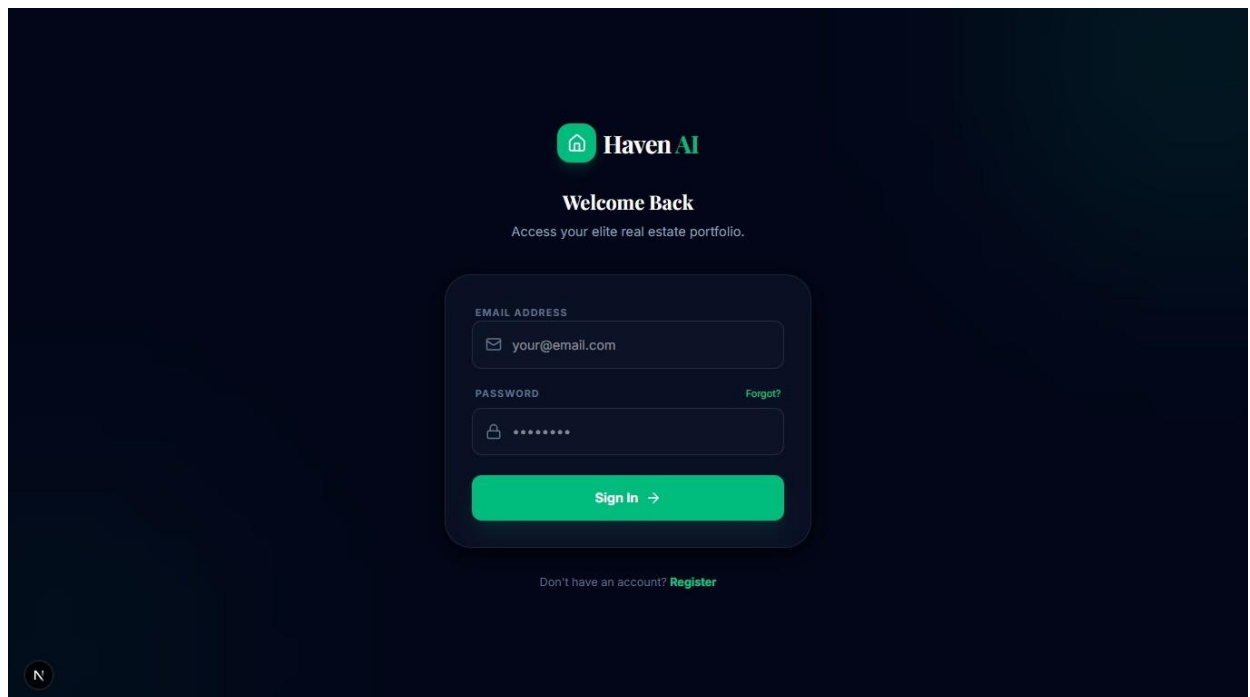 Haven AI
Welcome Back
Access your elite real estate portfolio.
EMAIL ADDRESS
your@email.com
PASSWORD Forgot?
••••••••
Sign In →
Don't have an account? Register
N